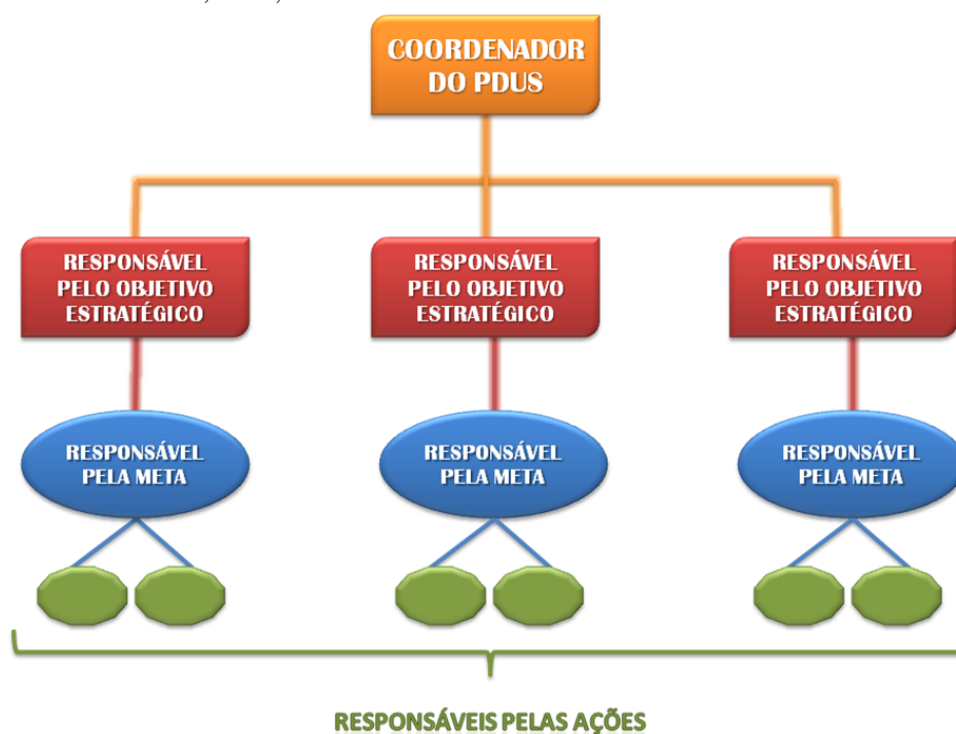 COORDENADOR
DO PDUS
RESPONSÁVEL
PELO OBJETIVO
ESTRATÉGICO
RESPONSÁVEL
PELO OBJETIVO
ESTRATÉGICO
RESPONSÁVEL
PELO OBJETIVO
ESTRATÉGICO
RESPONSÁVEL
PELA META
RESPONSÁVEL
PELA META
RESPONSÁVEL
PELA META
RESPONSÁVEIS PELAS AÇÕES